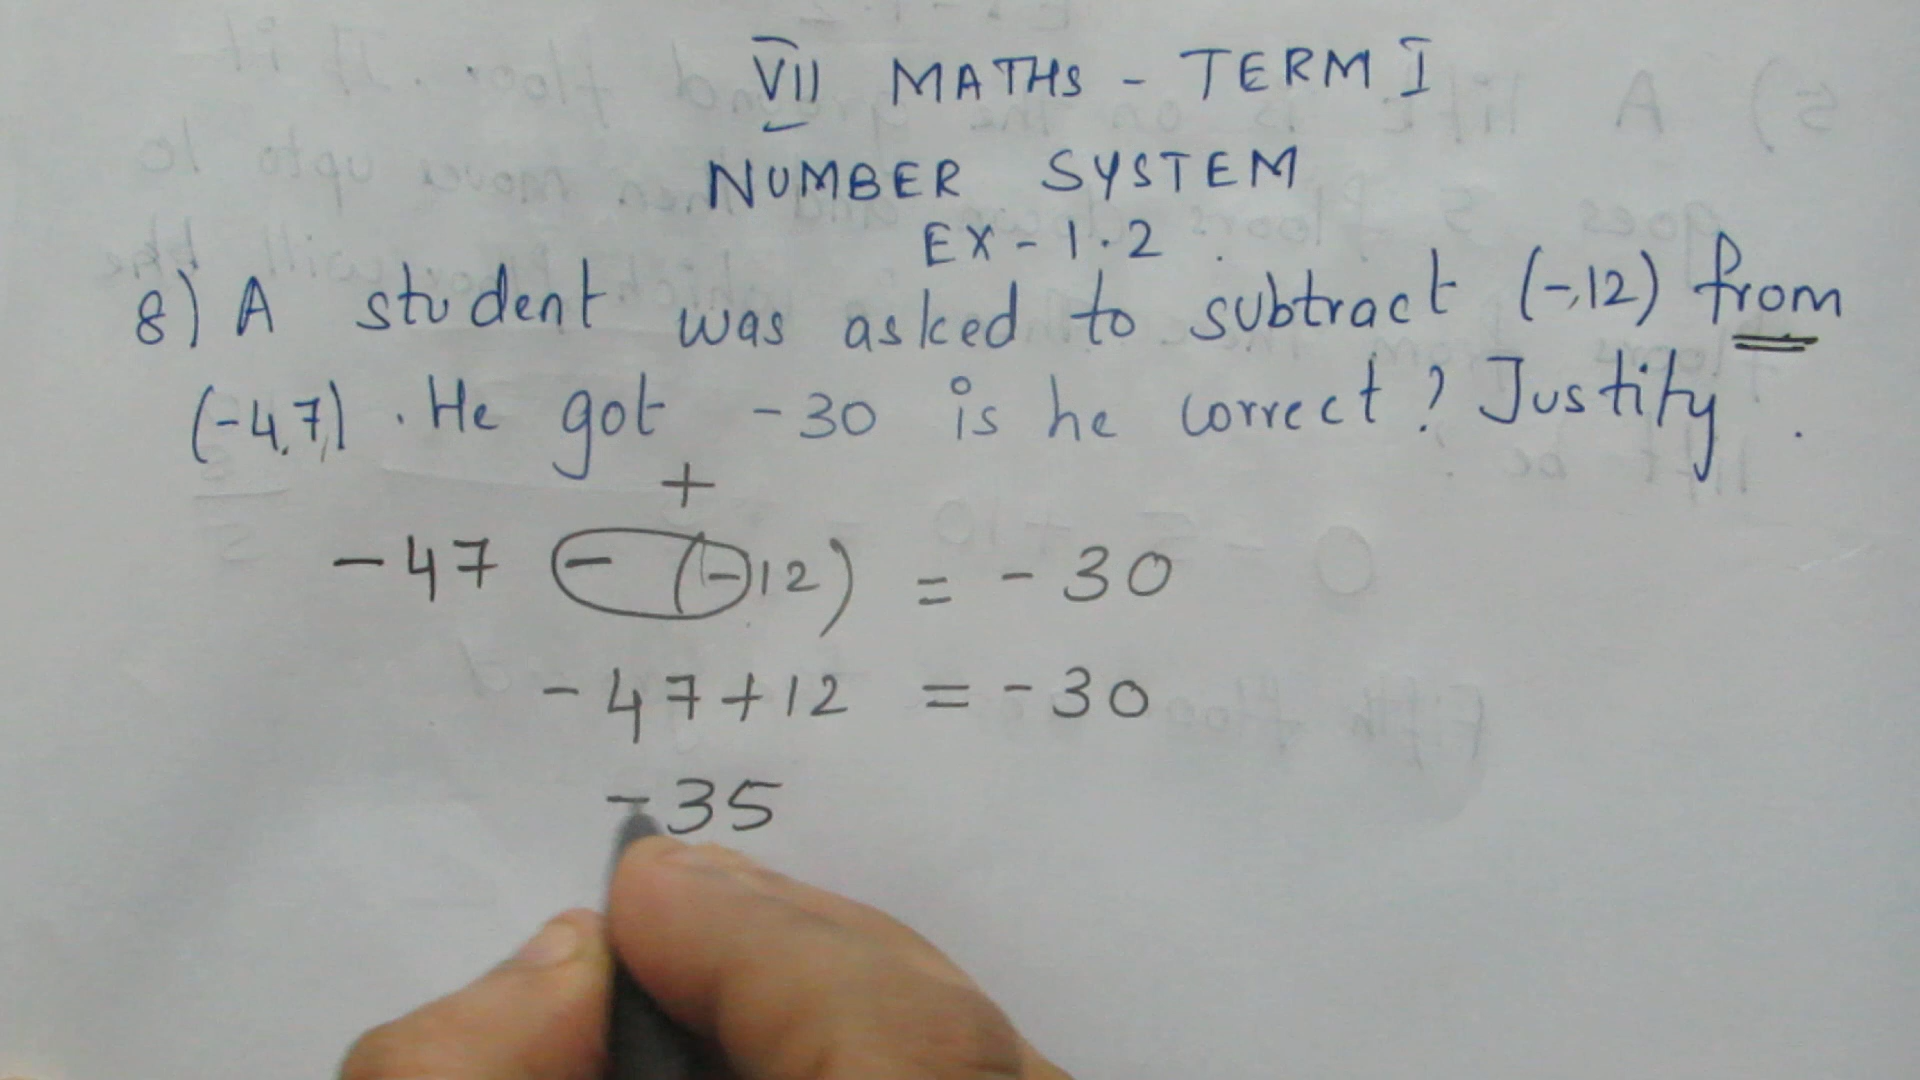 VII MATHS - TERM I
NUMBER SYSTEM
EX - 1.2
8) A student was asked to subtract (-12) from
(-47). He got -30 is he correct? Justify.
+
-47 - (-12) = -30
-47+12 = -30
-35